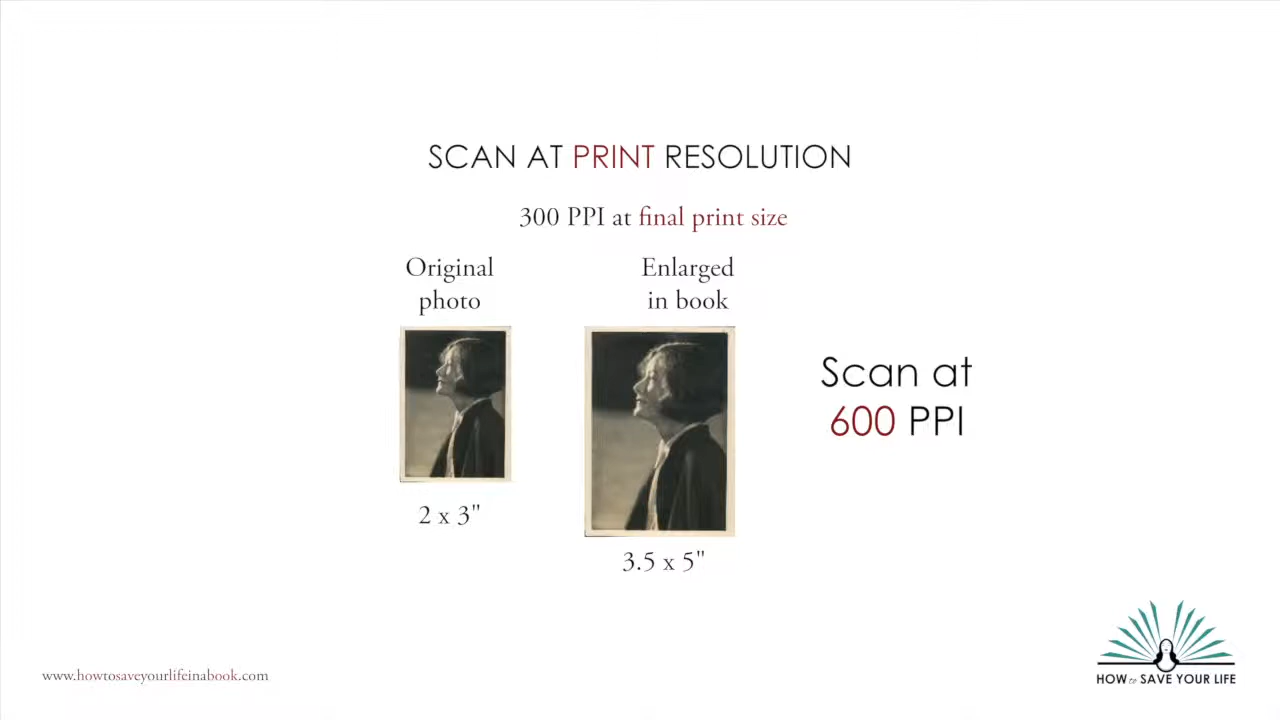 SCAN AT PRINT RESOLUTION
300 PPI at final print size
Original
photo
Enlarged
in book
Scan at
600 PPI
2 x 3"
3.5 x 5"
www.howtosaveyourlifeinabook.com
HOW to SAVE YOUR LIFE